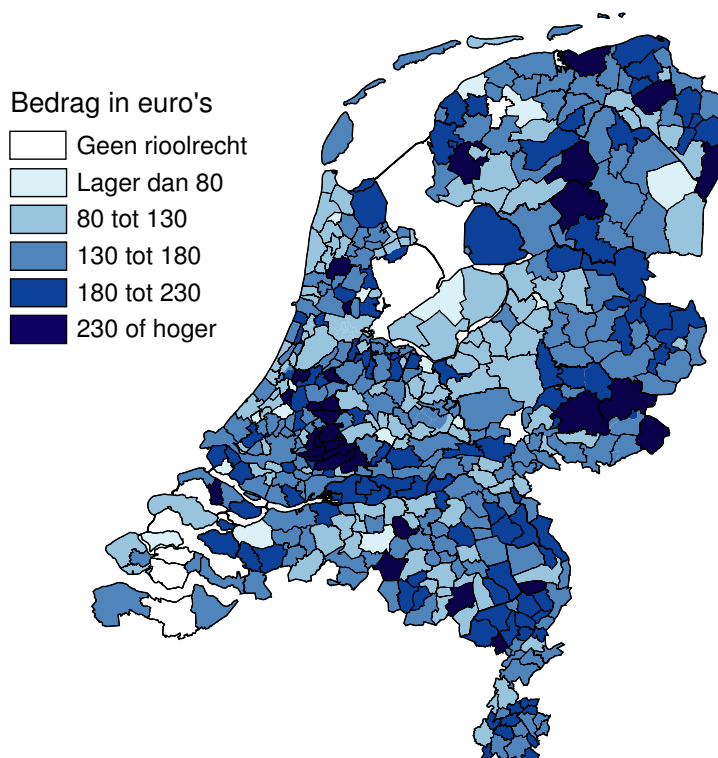 Bedrag in euro's
Geen rioolrecht
Lager dan 80
80 tot 130
130 tot 180
180 tot 230
230 of hoger